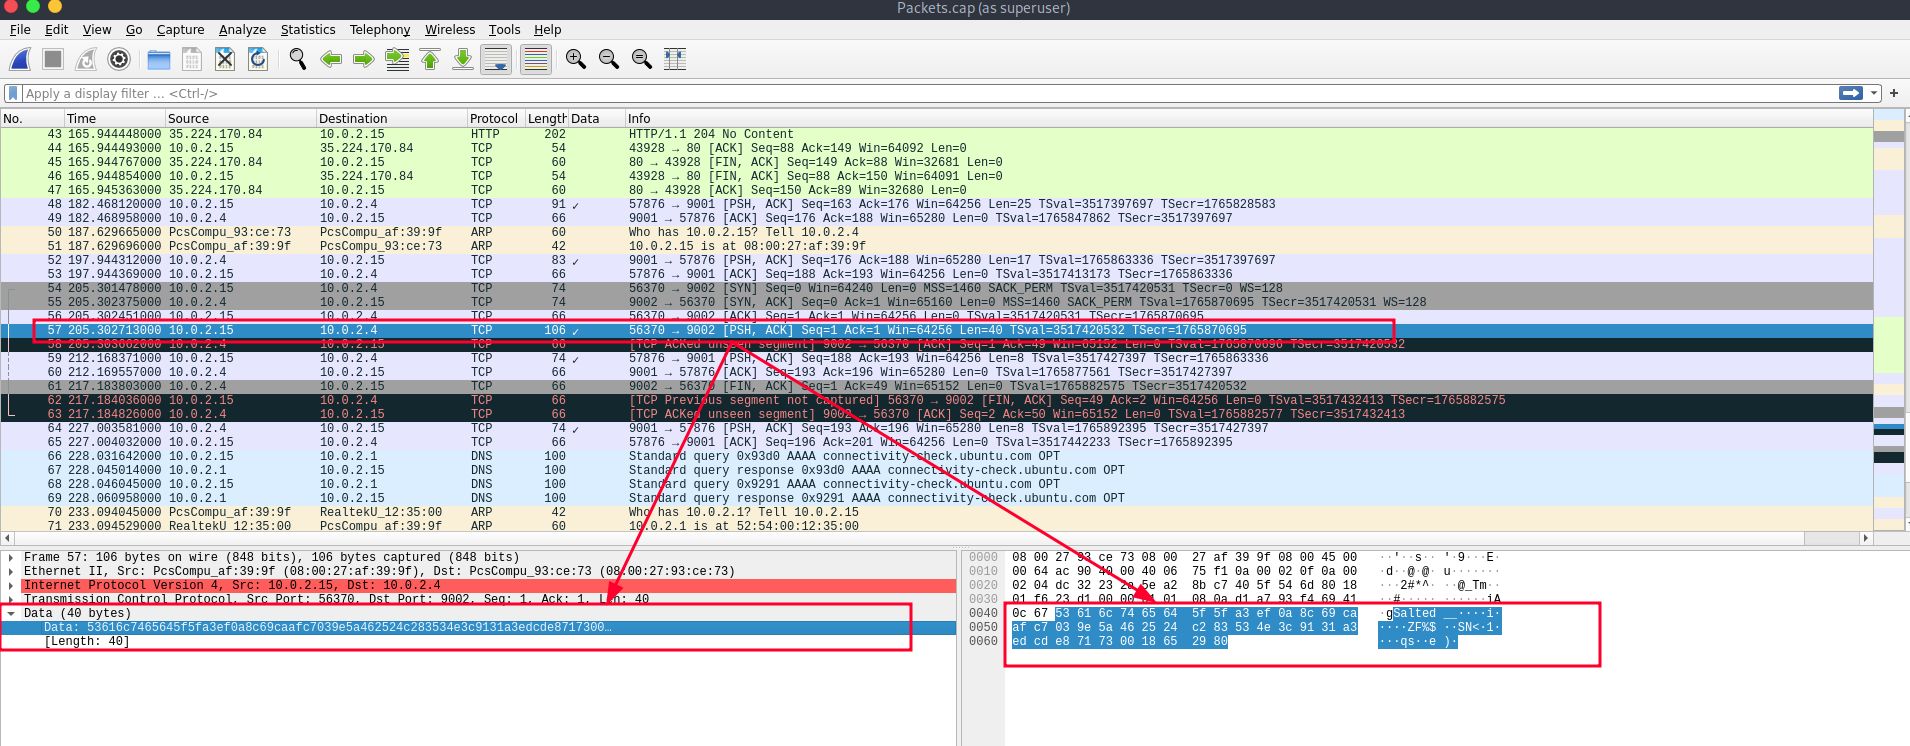 Packets.cap (as superuser)
File Edit View Go Capture Analyze Statistics Telephony Wireless Tools Help
Apply a display filter ... <Ctrl-/>
No. Time Source Destination Protocol Length Data Info
43 165.944448000 35.224.170.84 10.0.2.15 HTTP 202 HTTP/1.1 204 No Content
44 165.944493000 10.0.2.15 35.224.170.84 TCP 54 43928 → 80 [ACK] Seq=88 Ack=149 Win=64092 Len=0
45 165.944767000 35.224.170.84 10.0.2.15 TCP 60 80 → 43928 [FIN, ACK] Seq=149 Ack=88 Win=32681 Len=0
46 165.944854000 10.0.2.15 35.224.170.84 TCP 54 43928 → 80 [FIN, ACK] Seq=88 Ack=150 Win=64091 Len=0
47 165.945363000 35.224.170.84 10.0.2.15 TCP 60 80 → 43928 [ACK] Seq=150 Ack=89 Win=32680 Len=0
48 182.468120000 10.0.2.15 10.0.2.4 TCP 91 ✓ 57876 → 9001 [PSH, ACK] Seq=163 Ack=176 Win=64256 Len=25 TSval=3517397697 TSecr=1765828583
49 182.468958000 10.0.2.4 10.0.2.15 TCP 66 9001 → 57876 [ACK] Seq=176 Ack=188 Win=65280 Len=0 TSval=1765847862 TSecr=3517397697
50 187.629665000 PcsCompu_93:ce:73 PcsCompu_af:39:9f ARP 60 Who has 10.0.2.15? Tell 10.0.2.4
51 187.629696000 PcsCompu_af:39:9f PcsCompu_93:ce:73 ARP 42 10.0.2.15 is at 08:00:27:af:39:9f
52 197.944312000 10.0.2.4 10.0.2.15 TCP 83 ✓ 9001 → 57876 [PSH, ACK] Seq=176 Ack=188 Win=65280 Len=17 TSval=1765863336 TSecr=3517397697
53 197.944369000 10.0.2.15 10.0.2.4 TCP 66 57876 → 9001 [ACK] Seq=188 Ack=193 Win=64256 Len=0 TSval=3517413173 TSecr=1765863336
54 205.301478000 10.0.2.15 10.0.2.4 TCP 74 56370 → 9002 [SYN] Seq=0 Win=64240 Len=0 MSS=1460 SACK_PERM TSval=3517420531 TSecr=0 WS=128
55 205.302375000 10.0.2.4 10.0.2.15 TCP 74 9002 → 56370 [SYN, ACK] Seq=0 Ack=1 Win=65160 Len=0 MSS=1460 SACK_PERM TSval=1765870695 TSecr=3517420531 WS=128
56 205.302451000 10.0.2.15 10.0.2.4 TCP 66 56370 → 9002 [ACK] Seq=1 Ack=1 Win=64256 Len=0 TSval=3517420531 TSecr=1765870695
57 205.302713000 10.0.2.15 10.0.2.4 TCP 106 ✓ 56370 → 9002 [PSH, ACK] Seq=1 Ack=1 Win=64256 Len=40 TSval=3517420532 TSecr=1765870695
58 205.303662000 10.0.2.4 10.0.2.15 TCP 66 [TCP ACKed unseen segment] 9002 → 56370 [ACK] Seq=1 Ack=49 Win=65152 Len=0 TSval=1765870696 TSecr=3517420532
59 212.168371000 10.0.2.15 10.0.2.4 TCP 74 ✓ 57876 → 9001 [PSH, ACK] Seq=188 Ack=193 Win=64256 Len=8 TSval=3517427397 TSecr=1765863336
60 212.169557000 10.0.2.4 10.0.2.15 TCP 66 9001 → 57876 [ACK] Seq=193 Ack=196 Win=65280 Len=0 TSval=1765877561 TSecr=3517427397
61 217.183803000 10.0.2.4 10.0.2.15 TCP 66 9002 → 56370 [FIN, ACK] Seq=1 Ack=49 Win=65152 Len=0 TSval=1765882575 TSecr=3517420532
62 217.184036000 10.0.2.15 10.0.2.4 TCP 66 [TCP Previous segment not captured] 56370 → 9002 [FIN, ACK] Seq=49 Ack=2 Win=64256 Len=0 TSval=3517432413 TSecr=1765882575
63 217.184826000 10.0.2.4 10.0.2.15 TCP 66 [TCP ACKed unseen segment] 9002 → 56370 [ACK] Seq=2 Ack=50 Win=65152 Len=0 TSval=1765882577 TSecr=3517432413
64 227.003581000 10.0.2.4 10.0.2.15 TCP 74 ✓ 9001 → 57876 [PSH, ACK] Seq=193 Ack=196 Win=65280 Len=8 TSval=1765892395 TSecr=3517427397
65 227.004032000 10.0.2.15 10.0.2.4 TCP 66 57876 → 9001 [ACK] Seq=196 Ack=201 Win=64256 Len=0 TSval=3517442233 TSecr=1765892395
66 228.031642000 10.0.2.15 10.0.2.1 DNS 100 Standard query 0x93d0 AAAA connectivity-check.ubuntu.com OPT
67 228.045014000 10.0.2.1 10.0.2.15 DNS 100 Standard query response 0x93d0 AAAA connectivity-check.ubuntu.com OPT
68 228.046045000 10.0.2.15 10.0.2.1 DNS 100 Standard query 0x9291 AAAA connectivity-check.ubuntu.com OPT
69 228.060958000 10.0.2.1 10.0.2.15 DNS 100 Standard query response 0x9291 AAAA connectivity-check.ubuntu.com OPT
70 233.094045000 PcsCompu_af:39:9f RealtekU_12:35:00 ARP 42 Who has 10.0.2.1? Tell 10.0.2.15
71 233.094529000 RealtekU_12:35:00 PcsCompu_af:39:9f ARP 60 10.0.2.1 is at 52:54:00:12:35:00
Frame 57: 106 bytes on wire (848 bits), 106 bytes captured (848 bits)
Ethernet II, Src: PcsCompu_af:39:9f (08:00:27:af:39:9f), Dst: PcsCompu_93:ce:73 (08:00:27:93:ce:73)
Internet Protocol Version 4, Src: 10.0.2.15, Dst: 10.0.2.4
Transmission Control Protocol, Src Port: 56370, Dst Port: 9002, Seq: 1, Ack: 1, Len: 40
Data (40 bytes)
Data: 53616c7465645f5fa3ef0a8c69caafc7039e5a462524c283534e3c9131a3edcde8717300…
[Length: 40]
0000 08 00 27 93 ce 73 08 00 27 af 39 9f 08 00 45 00 ··'··s·· '·9···E·
0010 00 64 ac 90 40 00 40 06 75 f1 0a 00 02 0f 0a 00 ·d··@·@· u·······
0020 02 04 dc 32 23 2a 5e a2 8b c7 40 5f 54 6d 80 18 ···2#*^· ··@_Tm··
0030 01 f6 23 d1 00 00 01 01 08 0a d1 a7 93 f4 69 41 ··#····· ······iA
0040 0c 67 53 61 6c 74 65 64 5f 5f a3 ef 0a 8c 69 ca ·gSalted __····i·
0050 af c7 03 9e 5a 46 25 24 c2 83 53 4e 3c 91 31 a3 ····ZF%$ ··SN<·1·
0060 ed cd e8 71 73 00 18 65 29 80 ···qs··e )·